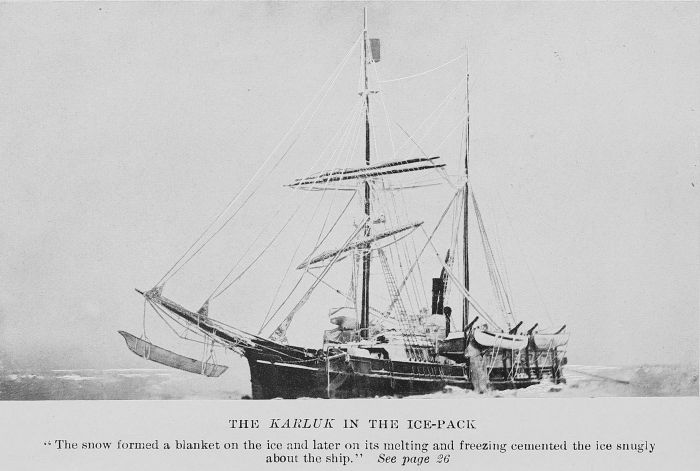 THE KARLUK IN THE ICE-PACK
“ The snow formed a blanket on the ice and later on its melting and freezing cemented the ice snugly
about the ship.” See page 26